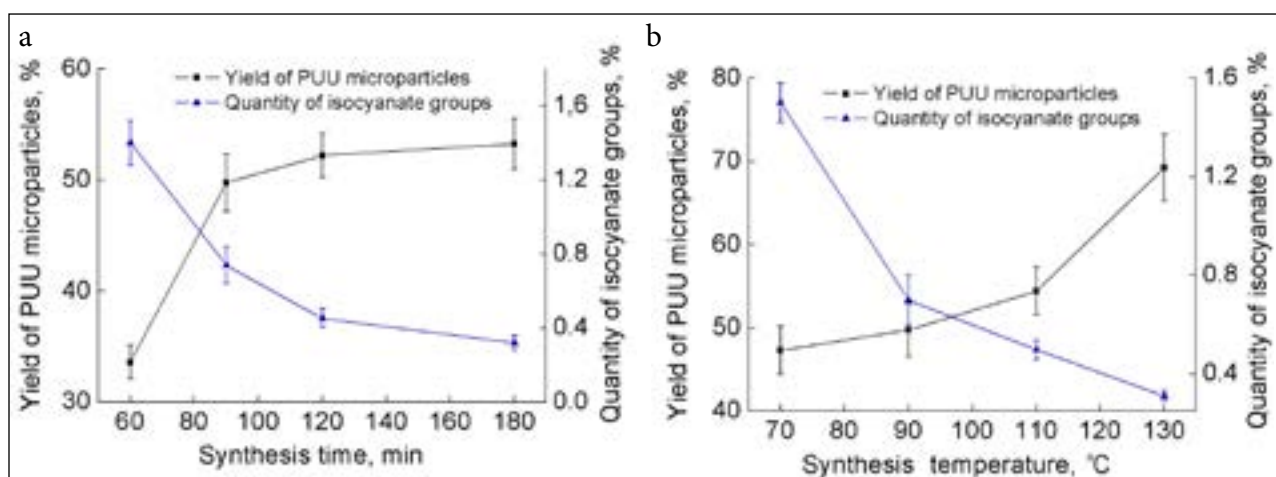 a
Yield of PUU microparticles, %
60
50
40
30
Yield of PUU microparticles
Quantity of isocyanate groups
1.6
1.2
0.8
0.4
0.0
Quantity of isocyanate groups, %
60 80 100 120 140 160 180
Synthesis time, min
b
Yield of PUU microparticles, %
80
70
60
50
40
Yield of PUU microparticles
Quantity of isocyanate groups
1.6
1.2
0.8
0.4
Quantity of isocyanate groups, %
70 80 90 100 110 120 130
Synthesis temperature, °C